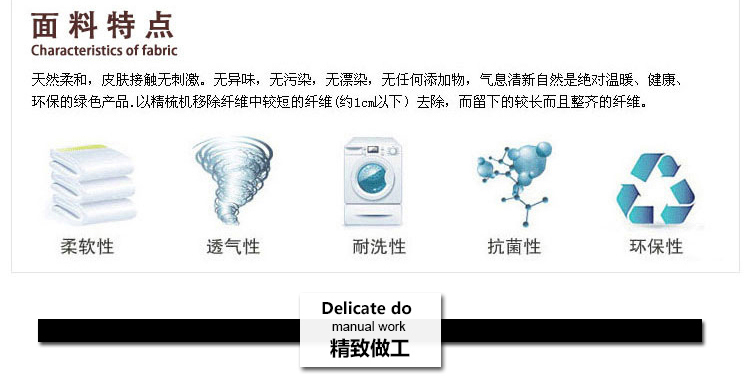 面料特点
Characteristics of fabric
天然柔和，皮肤接触无刺激。无异味，无污染，无漂染，无任何添加物，气息清新自然是绝对温暖、健康、
环保的绿色产品.以精梳机移除纤维中较短的纤维(约1cm以下）去除，而留下的较长而且整齐的纤维。
柔软性 透气性 耐洗性 抗菌性 环保性
Delicate do
manual work
精致做工